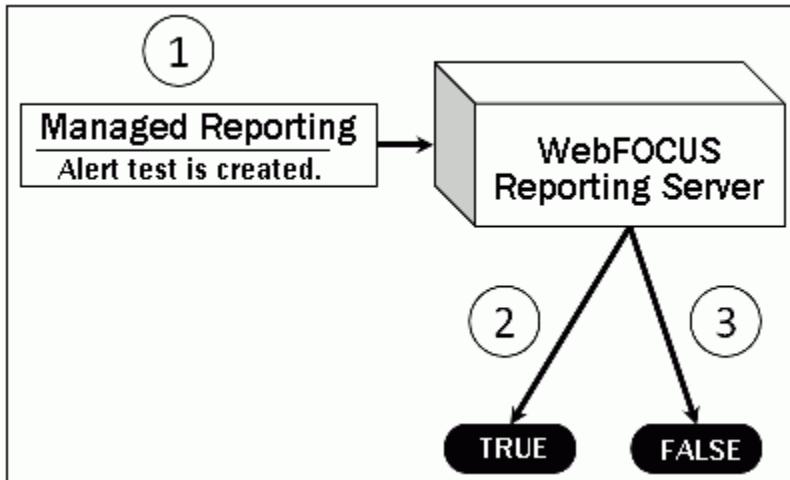 1
Managed Reporting
Alert test is created.
WebFOCUS
Reporting Server
2
3
TRUE
FALSE